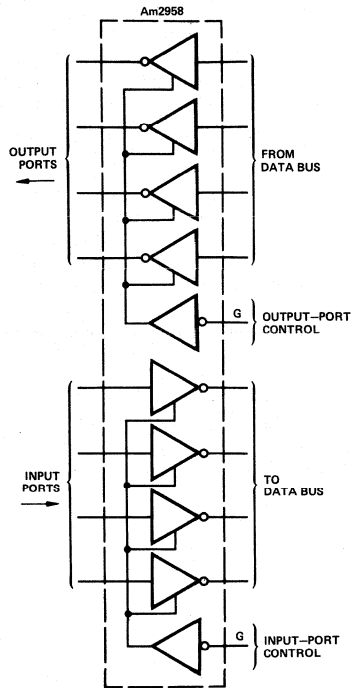 Am2958
OUTPUT
PORTS
FROM
DATA BUS
G
OUTPUT–PORT
CONTROL
INPUT
PORTS
TO
DATA BUS
G
INPUT–PORT
CONTROL